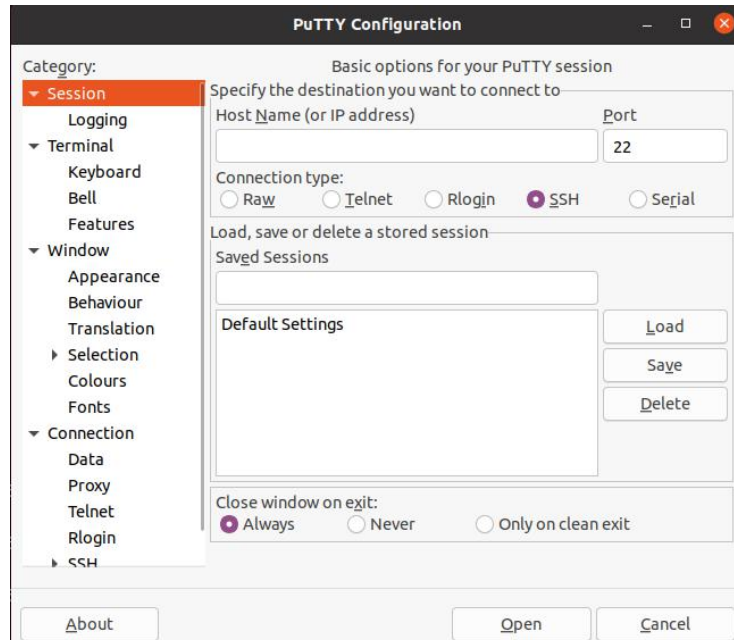 PuTTY Configuration
Category:
Session
Logging
Terminal
Keyboard
Bell
Features
Window
Appearance
Behaviour
Translation
Selection
Colours
Fonts
Connection
Data
Proxy
Telnet
Rlogin
SSH
Basic options for your PuTTY session
Specify the destination you want to connect to
Host Name (or IP address) Port
22
Connection type:
Raw Telnet Rlogin SSH Serial
Load, save or delete a stored session
Saved Sessions
Default Settings
Load
Save
Delete
Close window on exit:
Always Never Only on clean exit
About Open Cancel